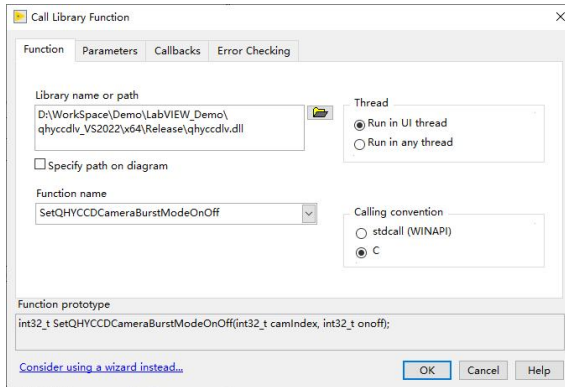 Call Library Function
Function Parameters Callbacks Error Checking
Library name or path
D:\WorkSpace\Demo\LabVIEW_Demo\
qhyccdlv_VS2022\x64\Release\qhyccdlv.dll
Specify path on diagram
Function name
SetQHYCCDCameraBurstModeOnOff
Thread
Run in UI thread
Run in any thread
Calling convention
stdcall (WINAPI)
C
Function prototype
int32_t SetQHYCCDCameraBurstModeOnOff(int32_t camIndex, int32_t onoff);
Consider using a wizard instead...
OK Cancel Help